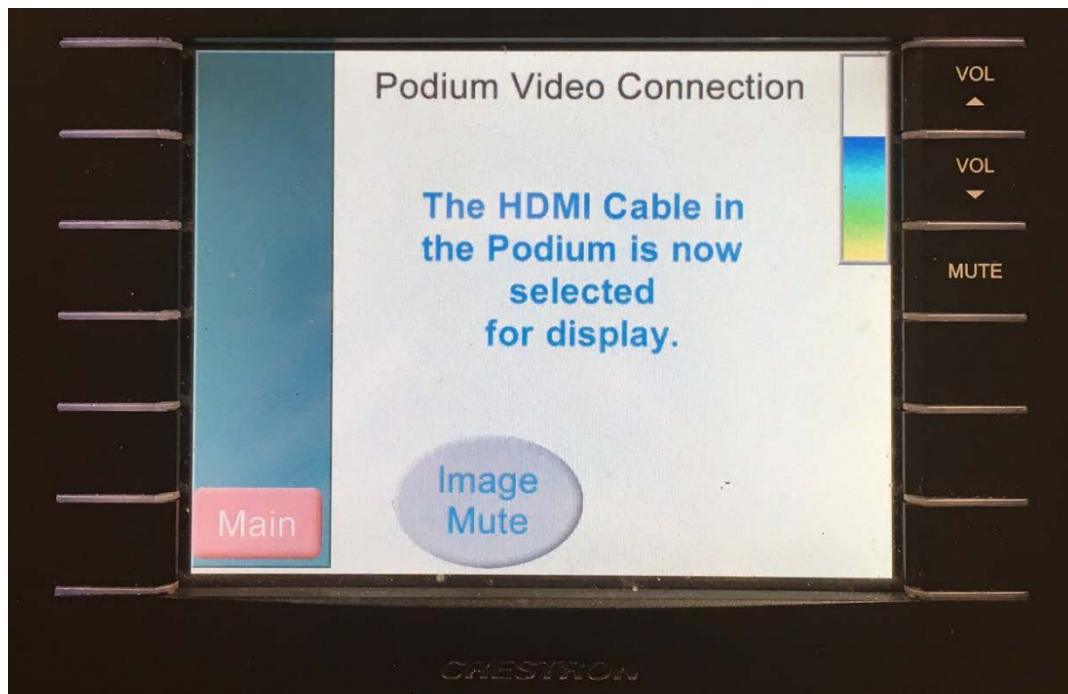 Podium Video Connection
VOL
VOL
MUTE
The HDMI Cable in
the Podium is now
selected
for display.
Image
Mute
Main
CRESTRON